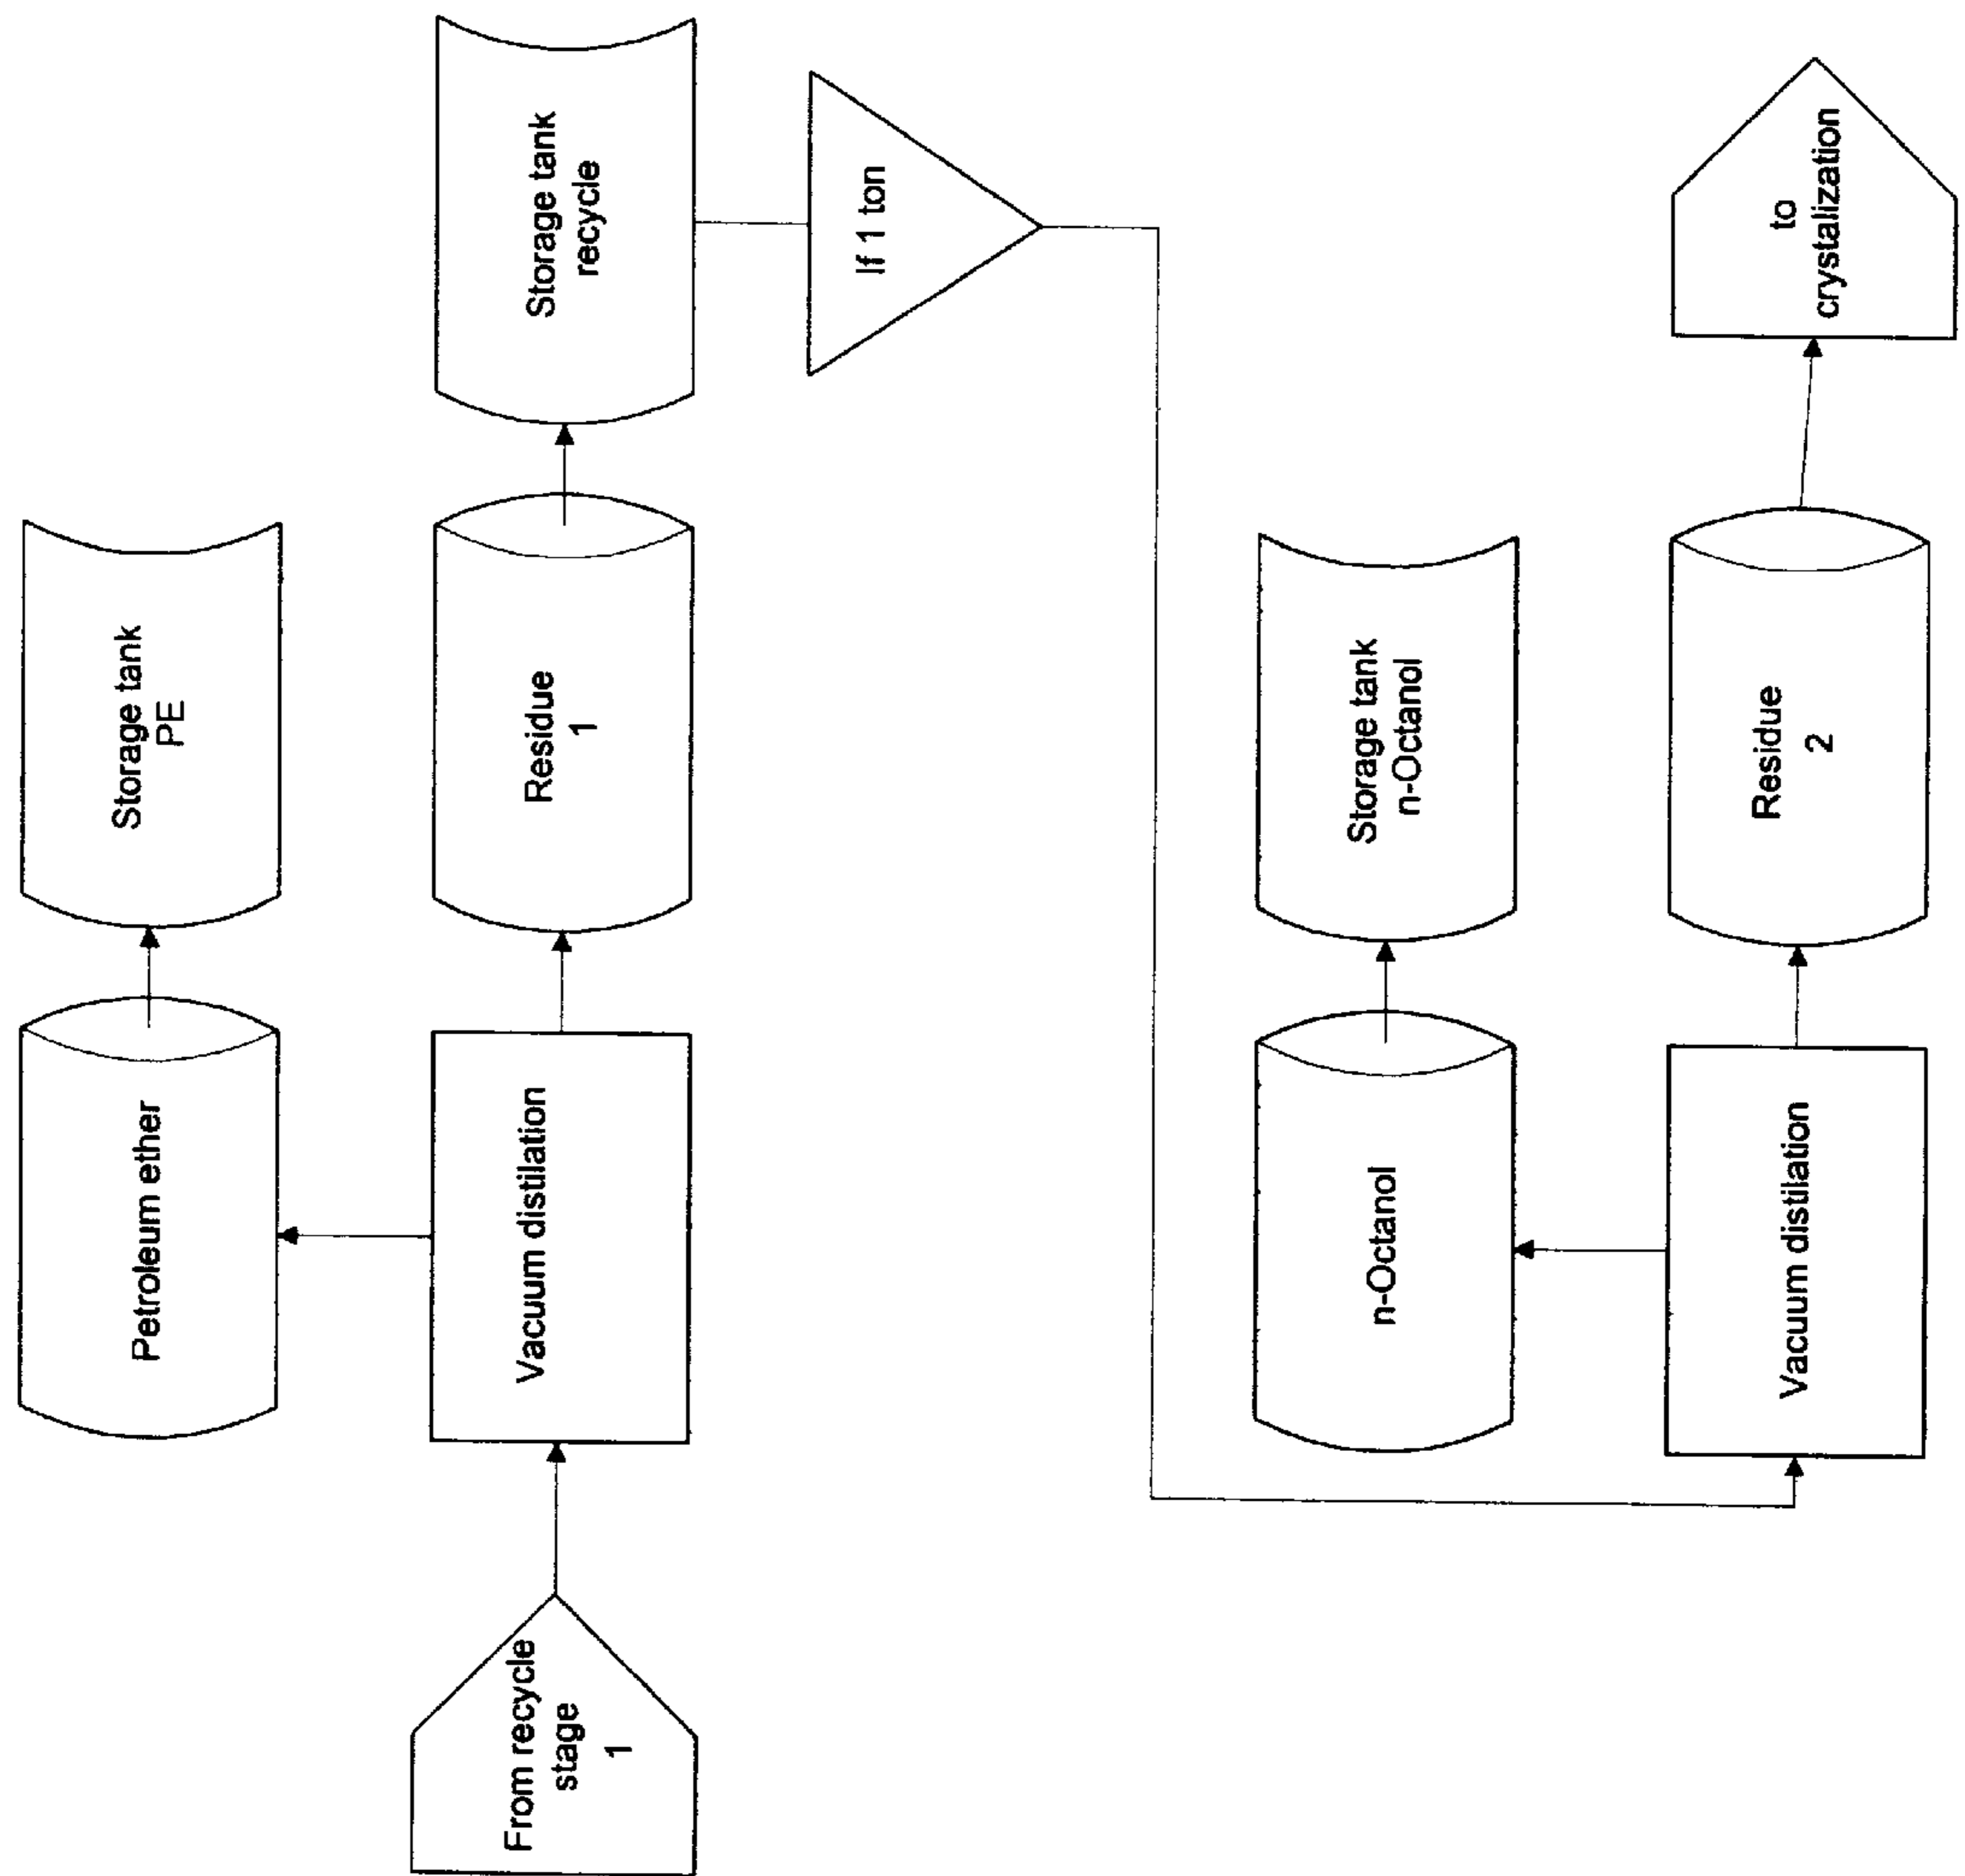 Petroleum ether
Storage tank
PE
From recycle
stage
1
Vacuum distilation
Residue
1
Storage tank
recycle
If 1 ton
n-Octanol
Storage tank
n-Octanol
Vacuum distilation
Residue
2
to
crystalization